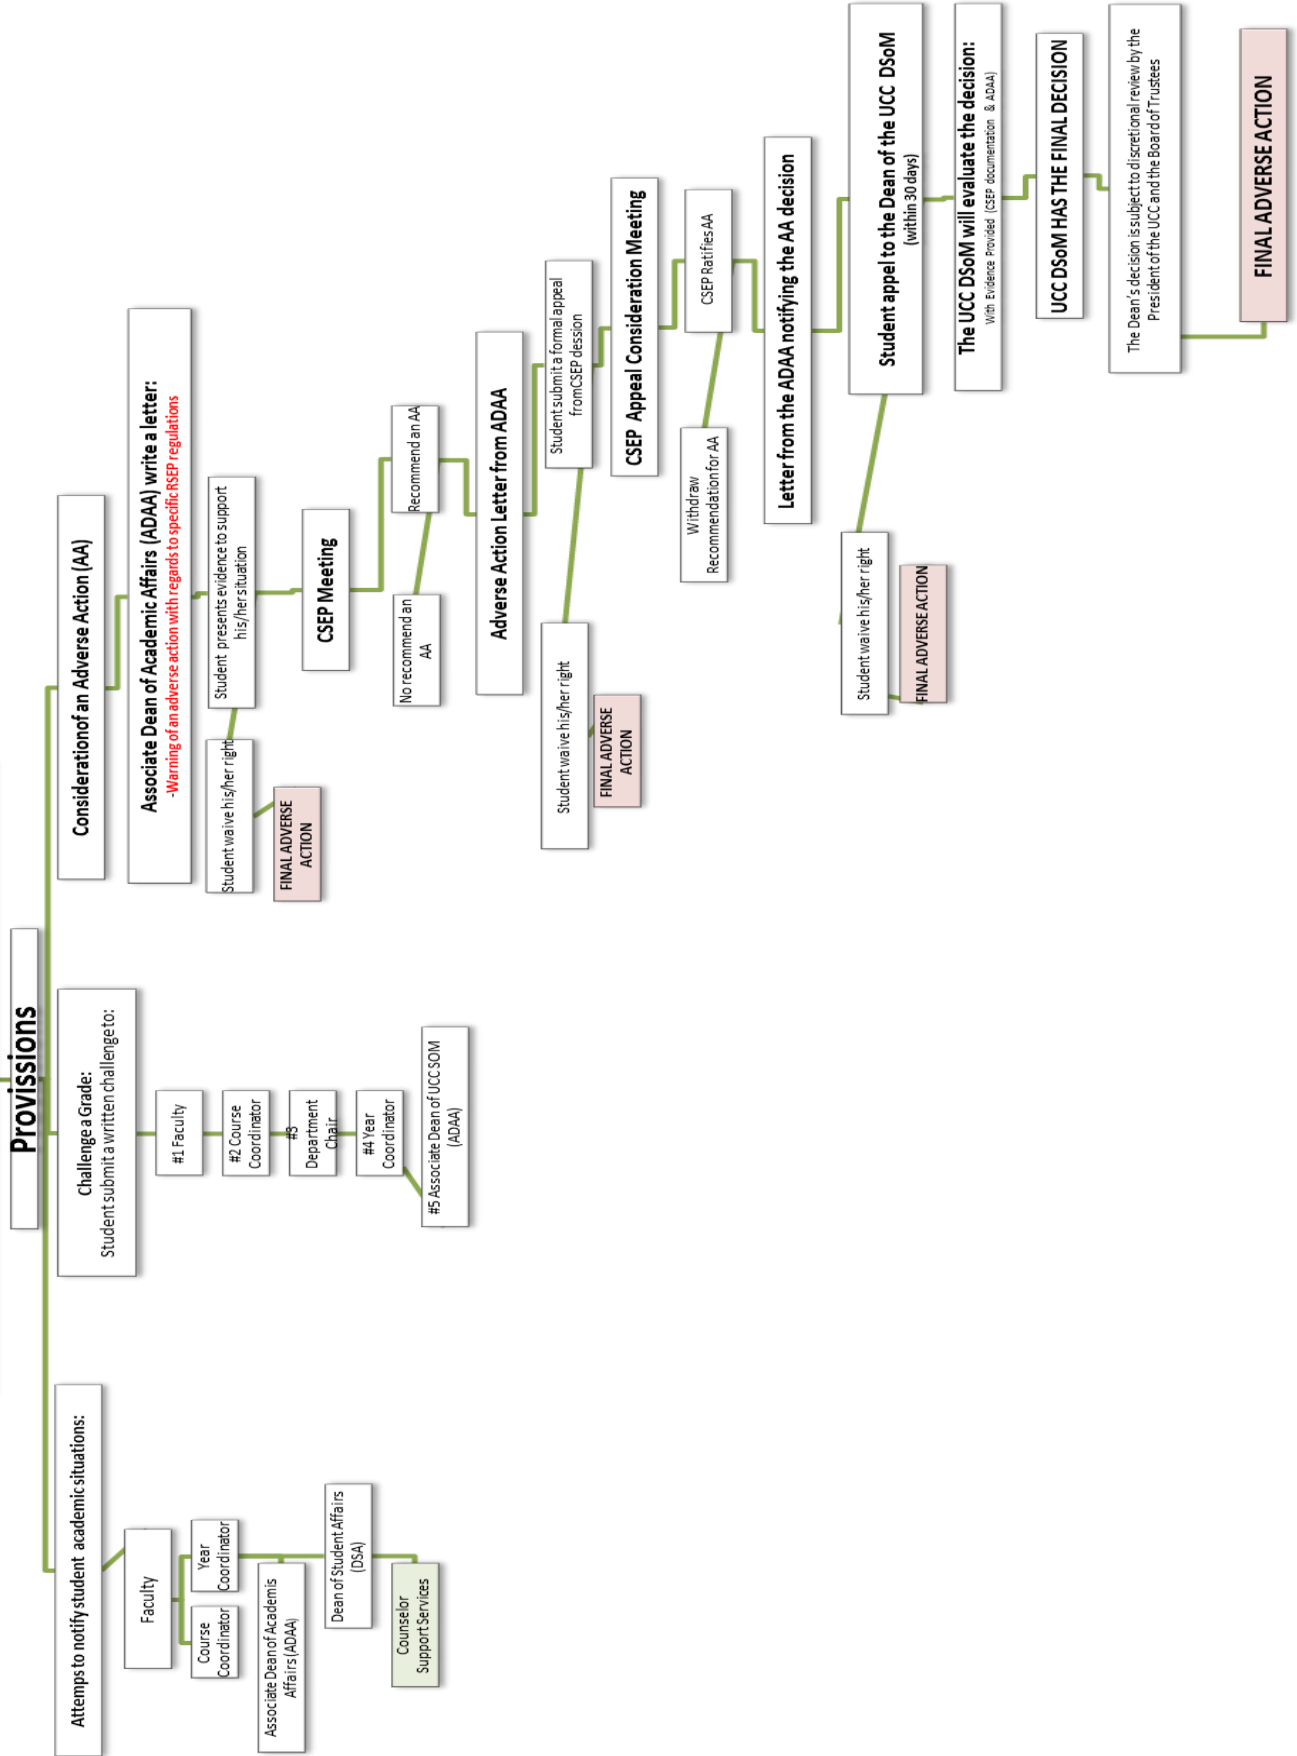 Provissions
Attemps to notify student academic situations:
Faculty
Course
Coordinator
Year
Coordinator
Associate Dean of Academis
Affairs (ADAA)
Dean of Student Affairs
(DSA)
Counselor
Support Services
Challenge a Grade:
Student submit a written challenge to:
#1 Faculty
#2 Course
Coordinator
#3
Department
Chair
#4 Year
Coordinator
#5 Associate Dean of UCC SOM
(ADAA)
Consideration of an Adverse Action (AA)
Associate Dean of Academic Affairs (ADAA) write a letter:
-Warning of an adverse action with regards to specific RSEP regulations
Student waive his/her right
FINAL ADVERSE
ACTION
Student presents evidence to support
his/her situation
CSEP Meeting
No recommend an
AA
Recommend an AA
Adverse Action Letter from ADAA
Student waive his/her right
FINAL ADVERSE
ACTION
Student submit a formal appeal
from CSEP dession
CSEP Appeal Consideration Meeting
Withdraw
Recommendation for AA
CSEP Ratifies AA
Letter from the ADAA notifying the AA decision
Student waive his/her right
FINAL ADVERSE ACTION
Student appel to the Dean of the UCC DSoM
(within 30 days)
The UCC DSoM will evaluate the decision:
With Evidence Provided (CSEP documentation & ADAA)
UCC DSoM HAS THE FINAL DECISION
The Dean's decision is subject to discretional review by the
President of the UCC and the Board of Trustees
FINAL ADVERSE ACTION